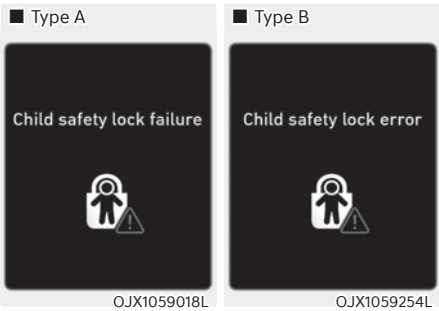 ■ Type A
■ Type B
Child safety lock failure
Child safety lock error
OJX1059018L
OJX1059254L